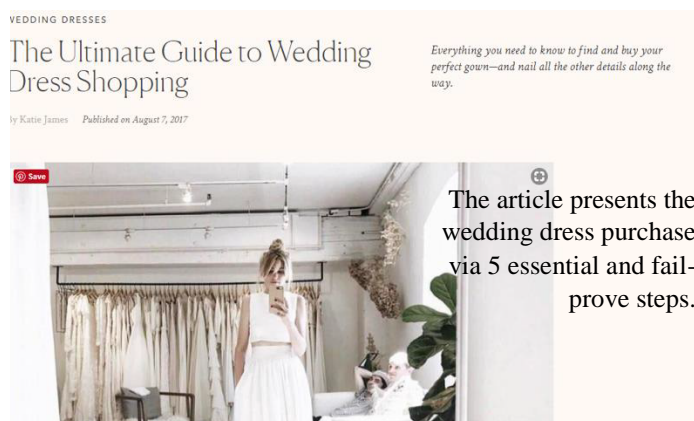 WEDDING DRESSES
The Ultimate Guide to Wedding
Dress Shopping
Everything you need to know to find and buy your
perfect gown—and nail all the other details along the
way.
By Katie James Published on August 7, 2017
Save
The article presents the
wedding dress purchase
via 5 essential and fail-
prove steps.